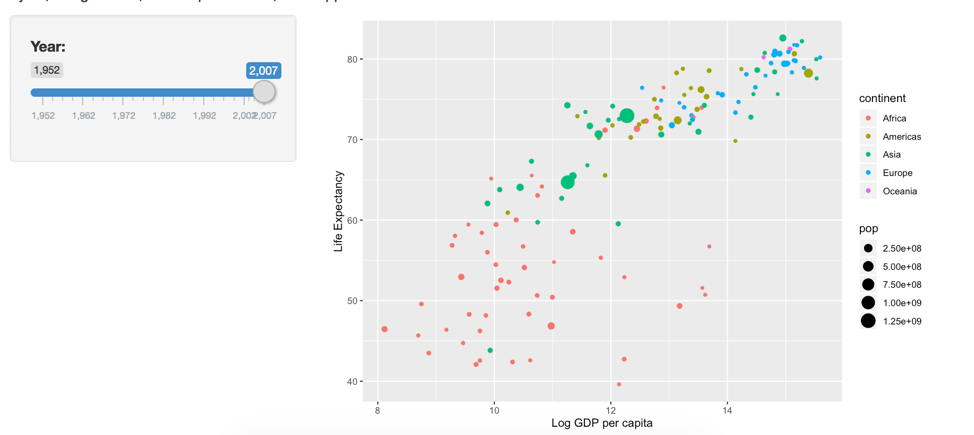 Year:
1,952
2,007
1,952 1,962 1,972 1,982 1,992 2,002 2,007
80
70
60
50
40
8 10 12 14
Life Expectancy
Log GDP per capita
continent
Africa
Americas
Asia
Europe
Oceania
pop
2.50e+08
5.00e+08
7.50e+08
1.00e+09
1.25e+09